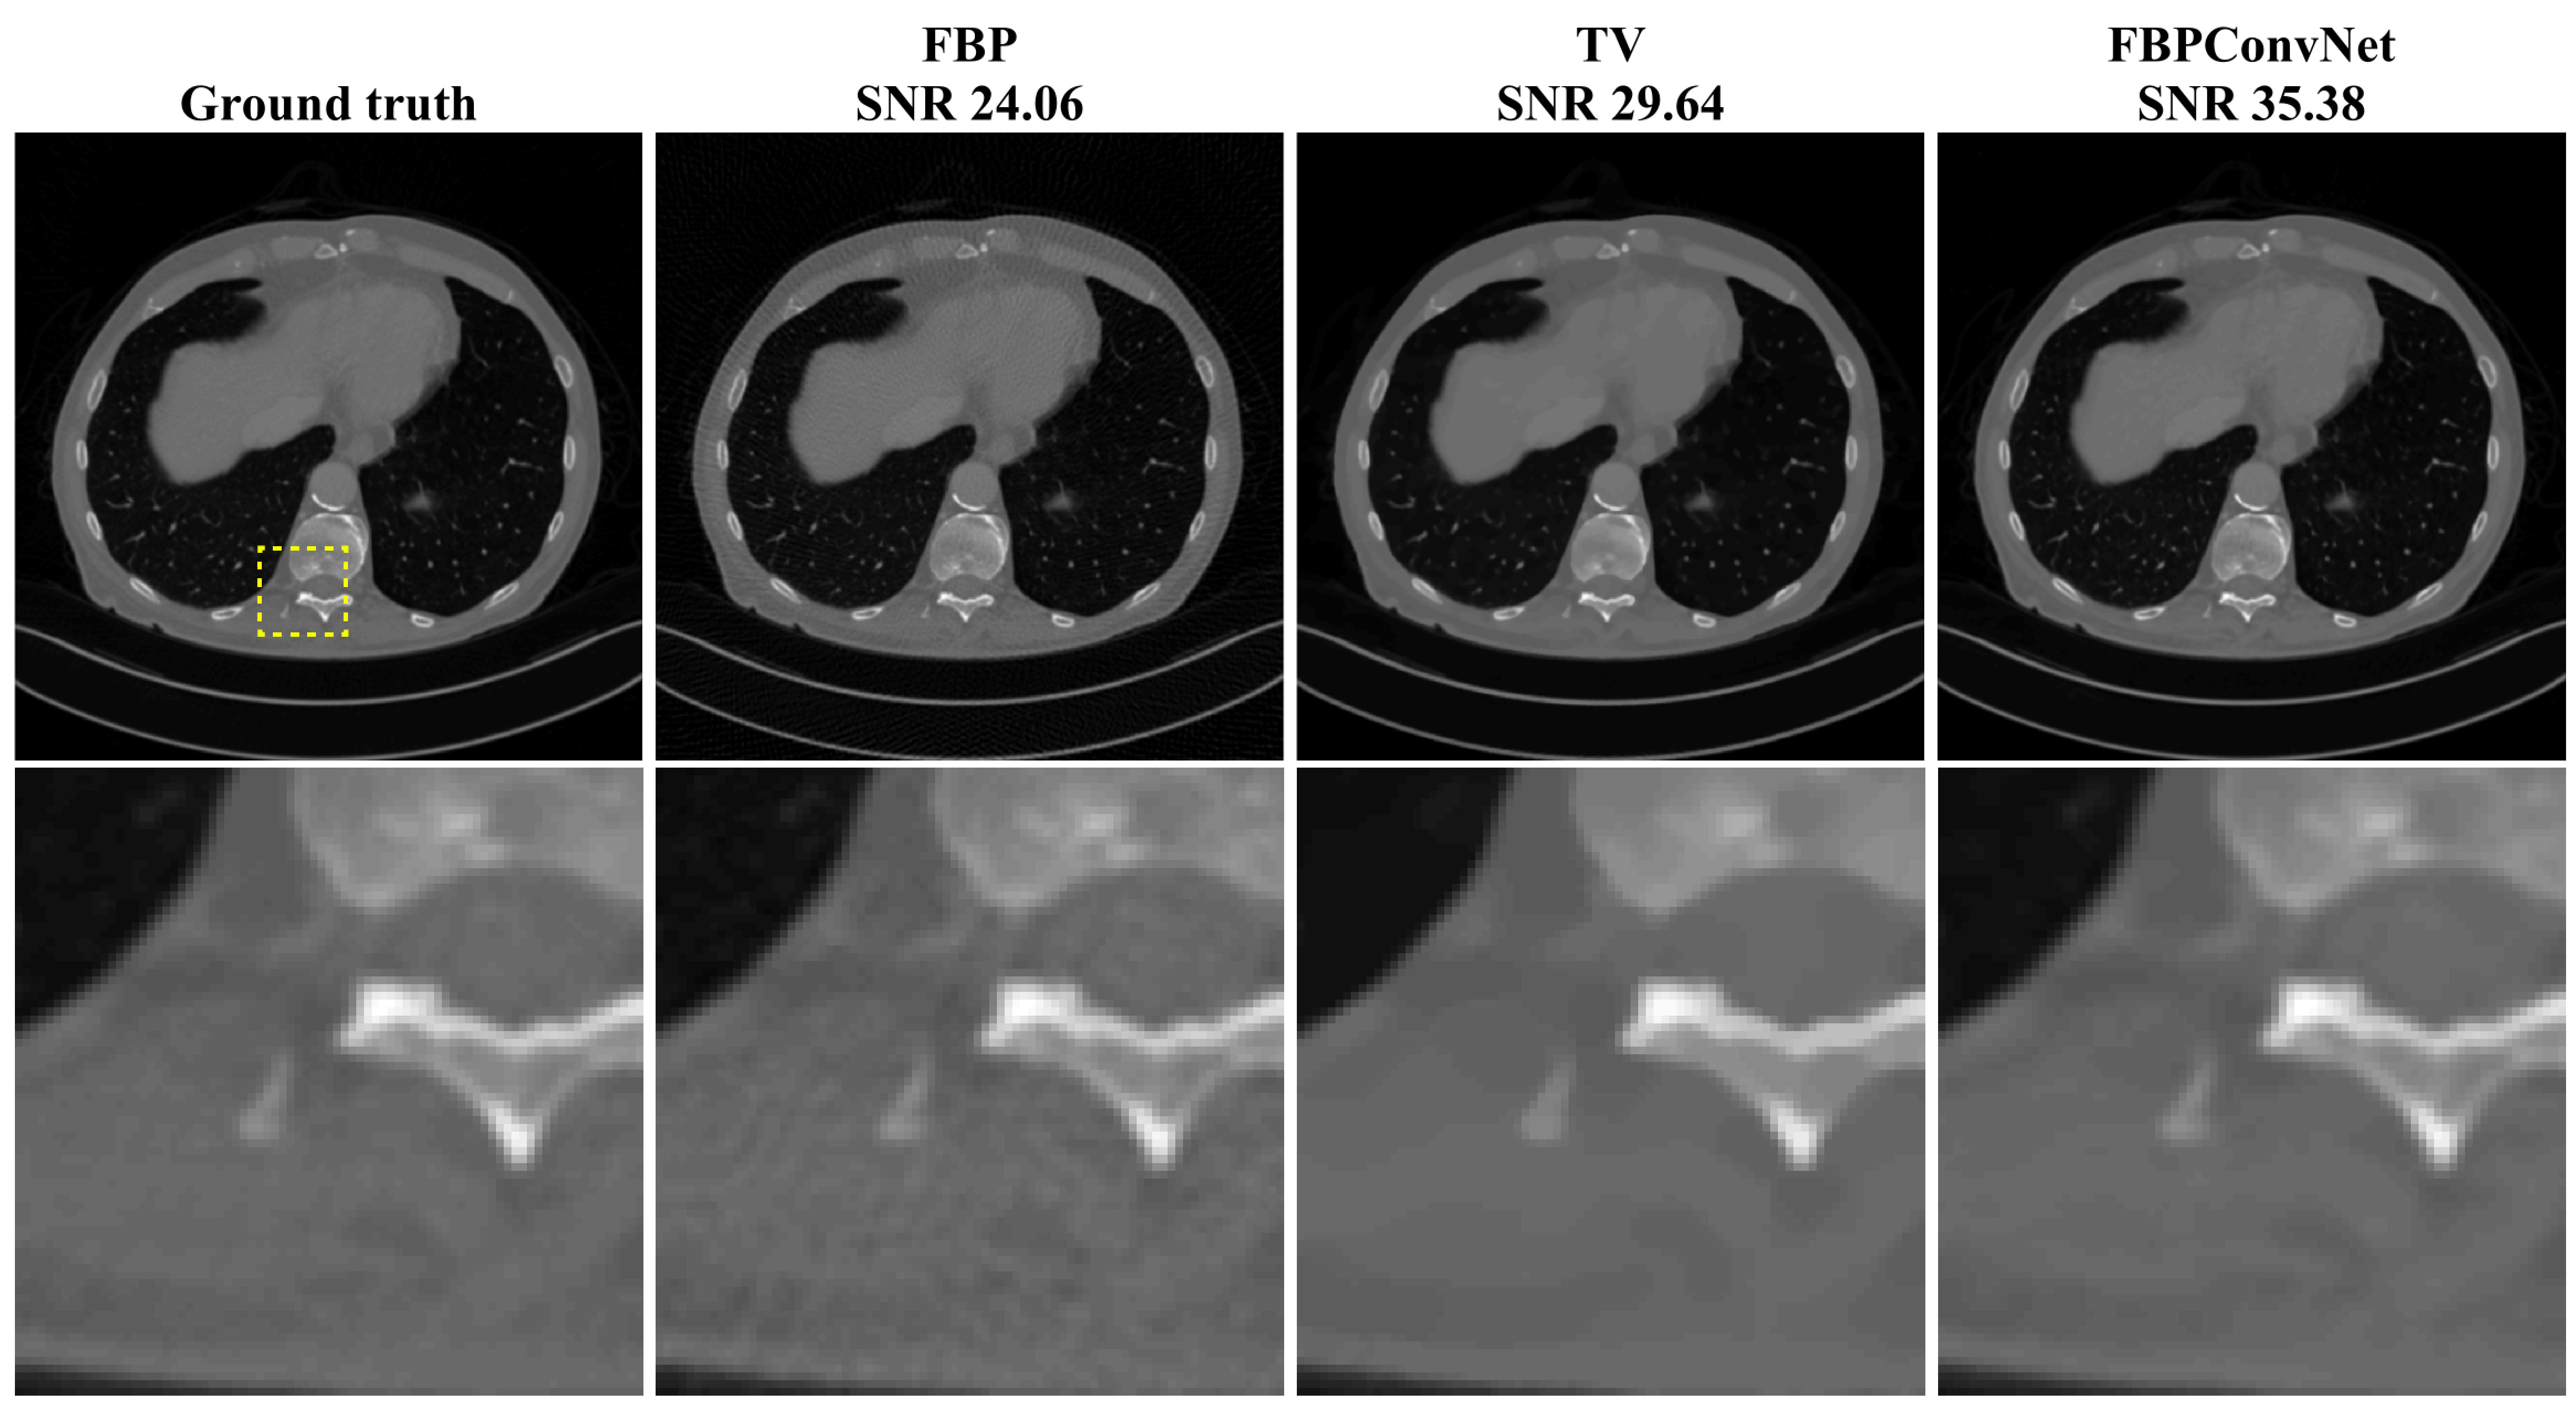 Ground truth
FBP
SNR 24.06
TV
SNR 29.64
FBPConvNet
SNR 35.38